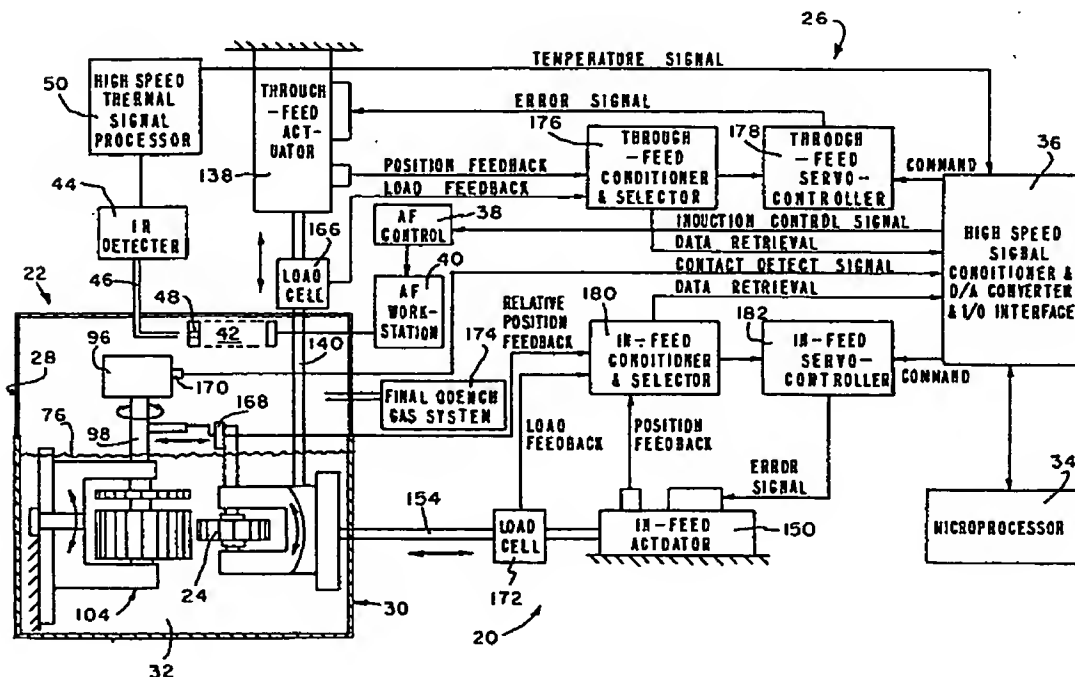 26
50
HIGH SPEED
THERMAL
SIGNAL
PROCESSOR
THROUGH
-FEED
ACT-
UATOR
138
TEMPERATURE SIGNAL
ERROR SIGNAL
176
THROUGH
-FEED
CONDITIONER
& SELECTOR
178
THROUGH
-FEED
SERVO-
CONTROLLER
36
COMMAND
POSITION FEEDBACK
LOAD FEEDBACK
44
IR
DETECTER
46
166
LOAD
CELL
AF
CONTROL
38
AF
WORK-
STATION
40
INDUCTION CONTROL SIGNAL
DATA RETRIEVAL
CONTACT DETECT SIGNAL
DATA RETRIEVAL
HIGH SPEED
SIGNAL
CONDITIONER &
D/A CONVERTER
& I/O INTERFACE
22
48
42
RELATIVE
POSITION
FEEDBACK
180
IN-FEED
CONDITIONER
& SELECTOR
182
IN-FEED
SERVO-
CONTROLLER
COMMAND
28
96
170
140
174
FINAL QUENCH
GAS SYSTEM
76
98
168
LOAD
FEEDBACK
POSITION
FEEDBACK
ERROR
SIGNAL
34
MICROPROCESSOR
24
154
LOAD
CELL
172
IN-FEED
ACTDATOR
150
104
30
20
32